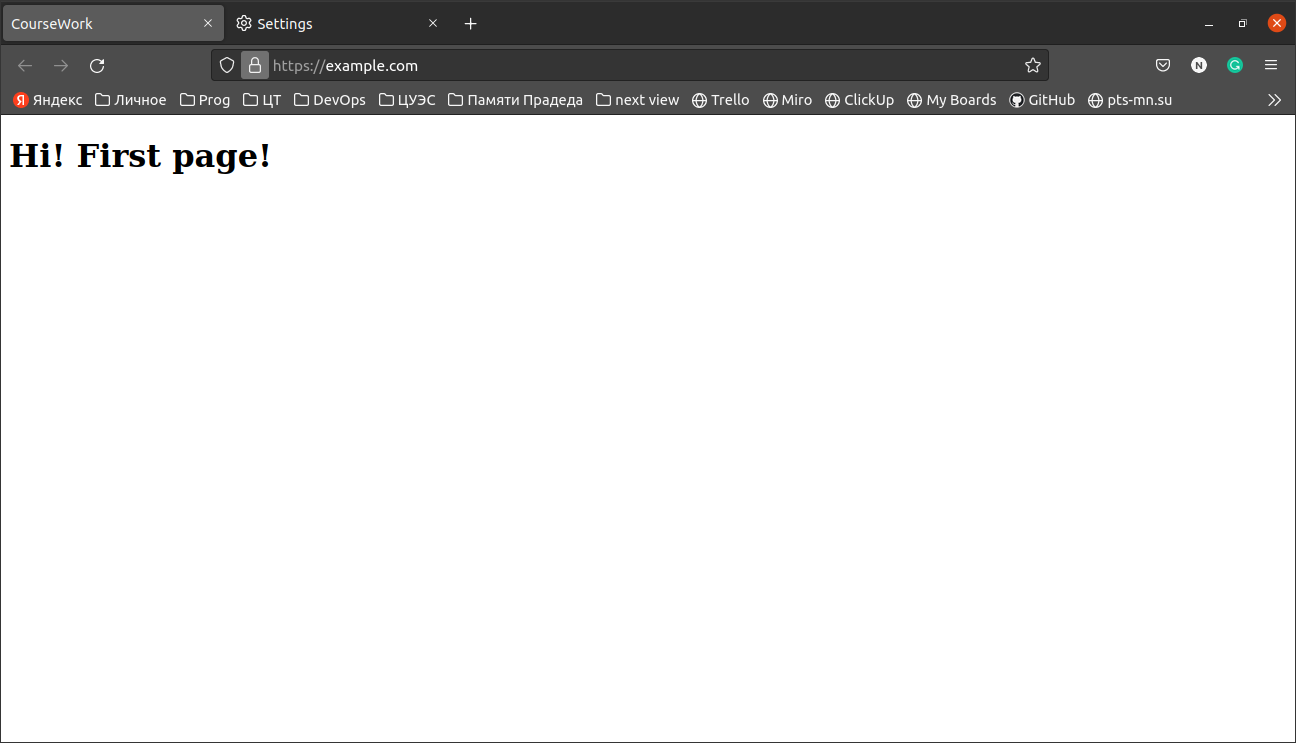 CourseWork Settings
https://example.com
Яндекс Личное Prog ЦТ DevOps ЦУЭС Памяти Прадеда next view Trello Miro ClickUp My Boards GitHub pts-mn.su
Hi! First page!